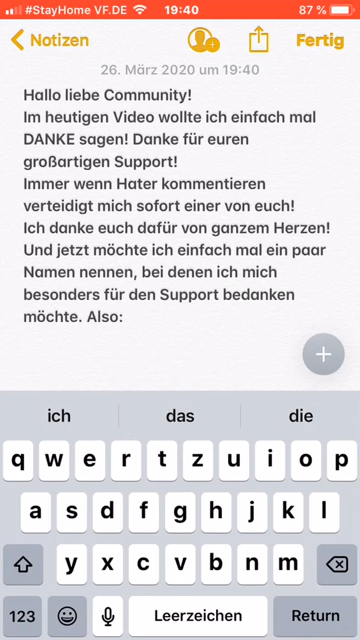 #StayHome VF.DE 19:40 87 %
Notizen Fertig
26. März 2020 um 19:40
Hallo liebe Community!
Im heutigen Video wollte ich einfach mal
DANKE sagen! Danke für euren
großartigen Support!
Immer wenn Hater kommentieren
verteidigt mich sofort einer von euch!
Ich danke euch dafür von ganzem Herzen!
Und jetzt möchte ich einfach mal ein paar
Namen nennen, bei denen ich mich
besonders für den Support bedanken
möchte. Also:
ich das die
q w e r t z u i o p
a s d f g h j k l
y x c v b n m
123 Leerzeichen Return